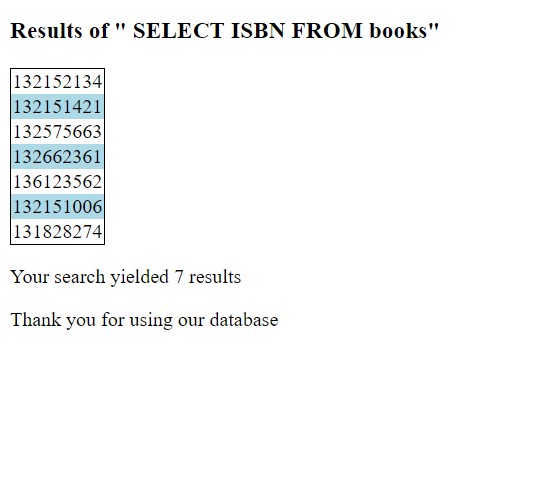 Results of " SELECT ISBN FROM books"
132152134
132151421
132575663
132662361
136123562
132151006
131828274
Your search yielded 7 results
Thank you for using our database